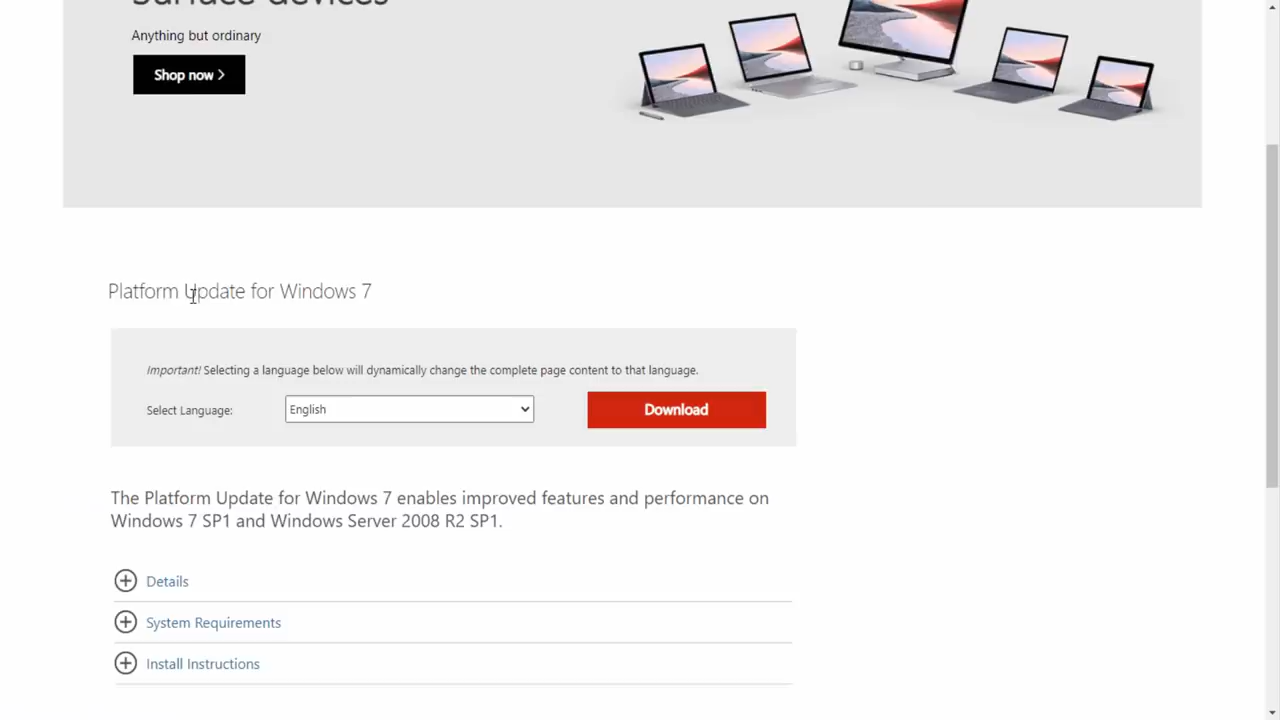 Surface devices
Anything but ordinary
Shop now
Platform Update for Windows 7
Important! Selecting a language below will dynamically change the complete page content to that language.
Select Language:
English
Download
The Platform Update for Windows 7 enables improved features and performance on
Windows 7 SP1 and Windows Server 2008 R2 SP1.
Details
System Requirements
Install Instructions